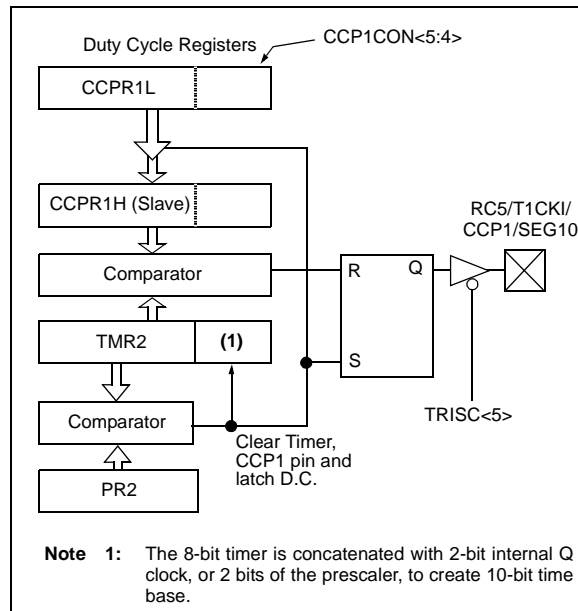 Duty Cycle Registers
CCP1CON<5:4>
CCPR1L
CCPR1H (Slave)
RC5/T1CKI/
CCP1/SEG10
Comparator
R
Q
TMR2
(1)
S
Comparator
TRISC<5>
Clear Timer,
CCP1 pin and
latch D.C.
PR2
Note 1: The 8-bit timer is concatenated with 2-bit internal Q
clock, or 2 bits of the prescaler, to create 10-bit time
base.